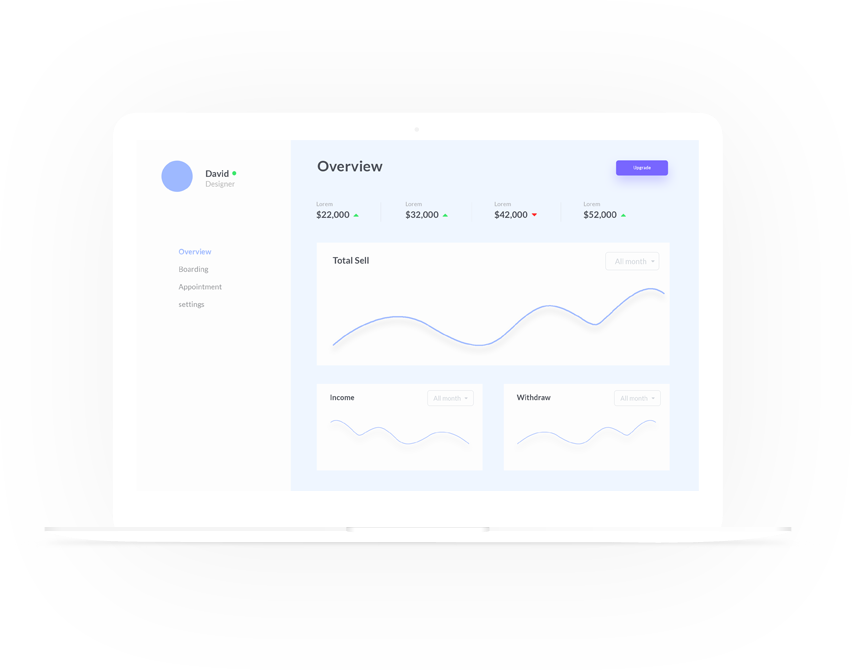 David
Designer
Overview
Boarding
Appointment
settings
Overview
Upgrade
Lorem
$22,000
Lorem
$32,000
Lorem
$42,000
Lorem
$52,000
Total Sell
All month
Income
All month
Withdraw
All month